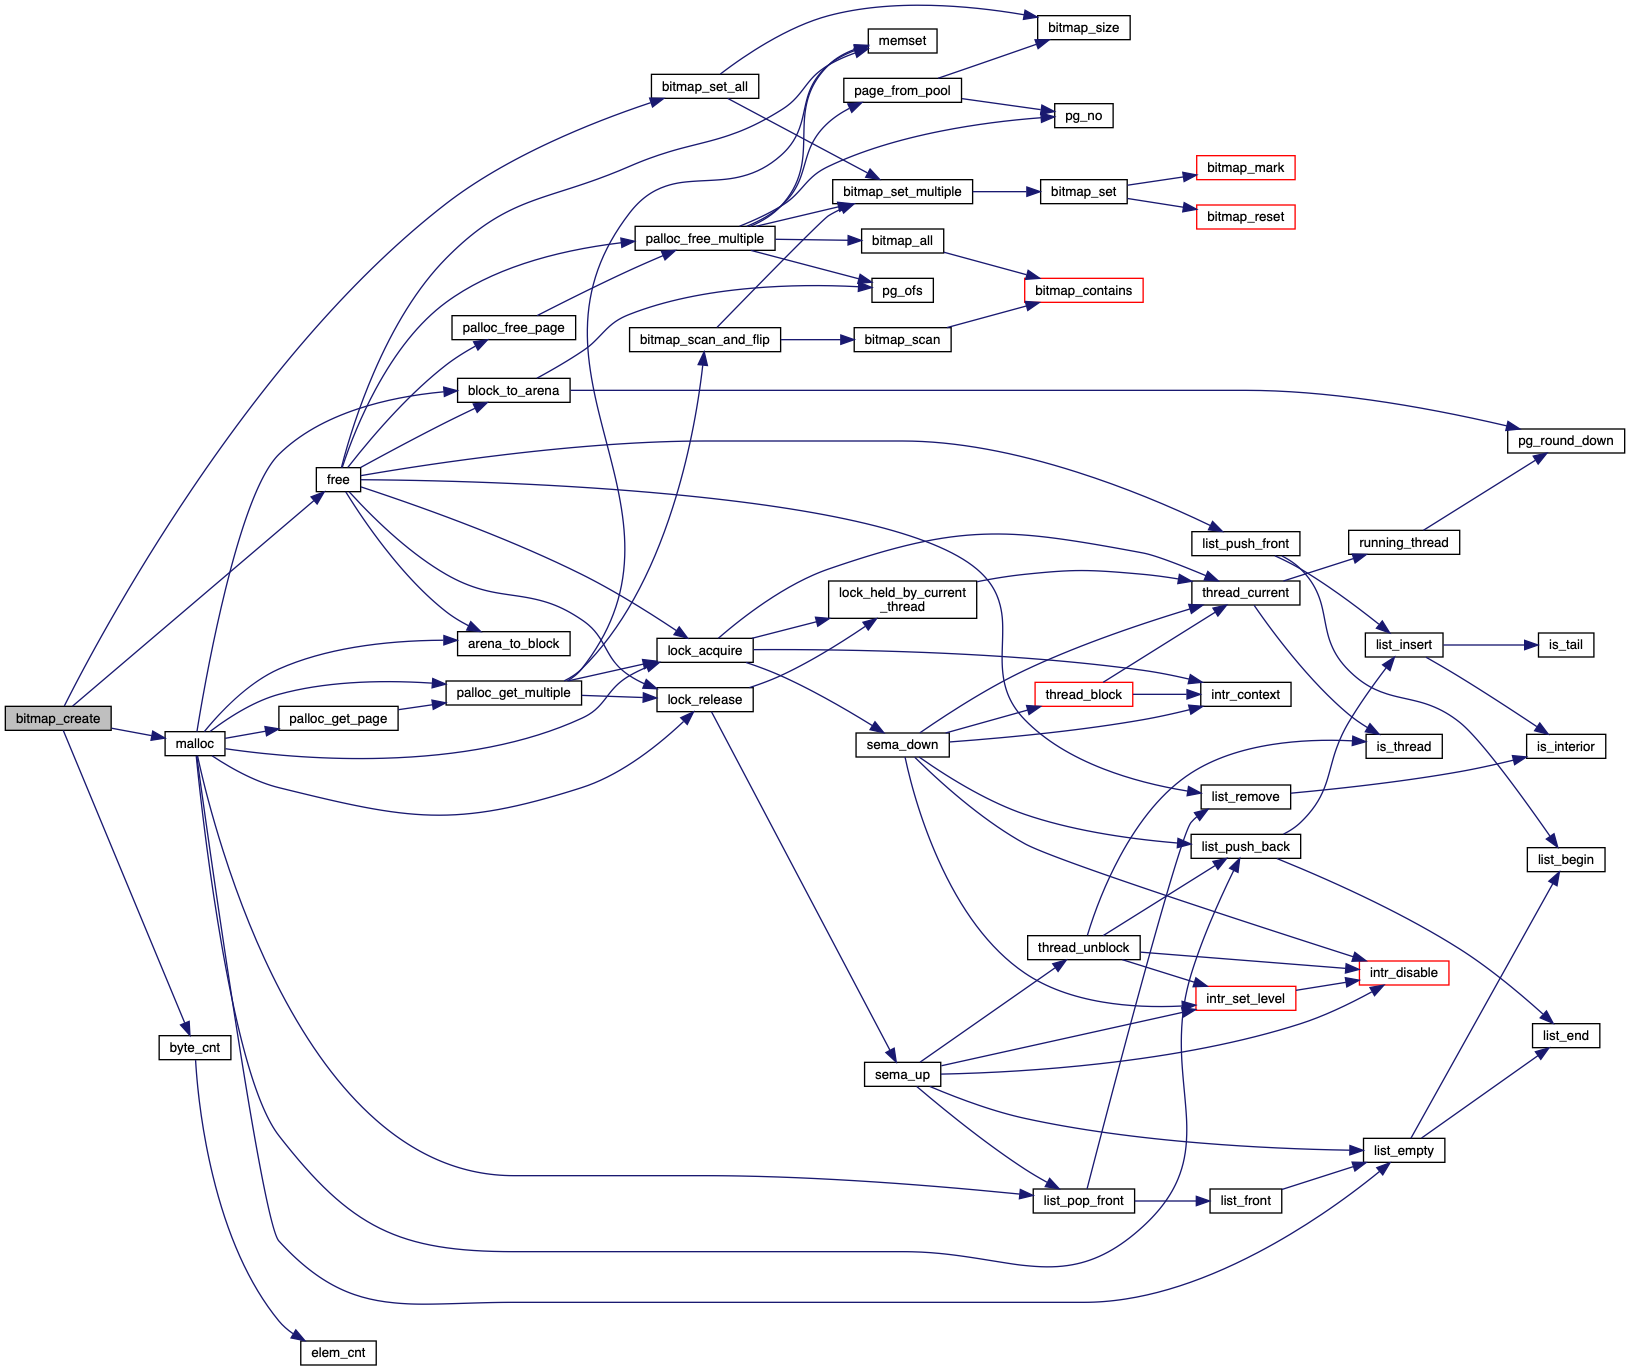 bitmap_size
memset
bitmap_set_all
page_from_pool
pg_no
bitmap_mark
bitmap_set_multiple
bitmap_set
bitmap_reset
palloc_free_multiple
bitmap_all
pg_ofs
bitmap_contains
palloc_free_page
bitmap_scan_and_flip
bitmap_scan
block_to_arena
pg_round_down
free
list_push_front
running_thread
lock_held_by_current
_thread
thread_current
arena_to_block
lock_acquire
list_insert
is_tail
palloc_get_multiple
lock_release
thread_block
intr_context
bitmap_create
palloc_get_page
malloc
sema_down
is_thread
is_interior
list_remove
list_push_back
list_begin
thread_unblock
intr_disable
intr_set_level
list_end
byte_cnt
sema_up
list_empty
list_pop_front
list_front
elem_cnt